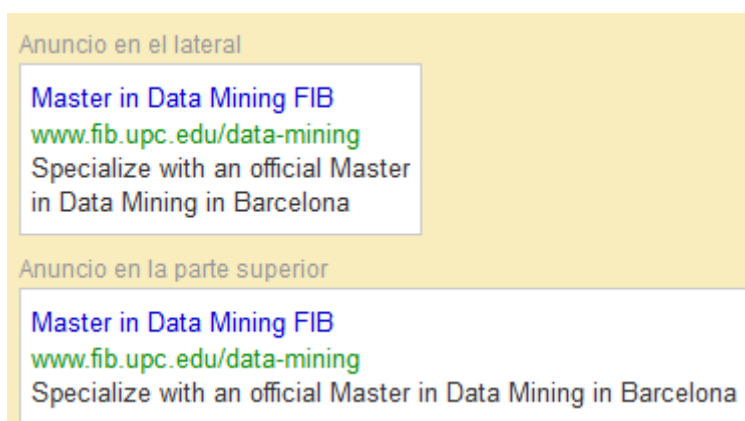 Anuncio en el lateral
Master in Data Mining FIB
www.fib.upc.edu/data-mining
Specialize with an official Master
in Data Mining in Barcelona
Anuncio en la parte superior
Master in Data Mining FIB
www.fib.upc.edu/data-mining
Specialize with an official Master in Data Mining in Barcelona